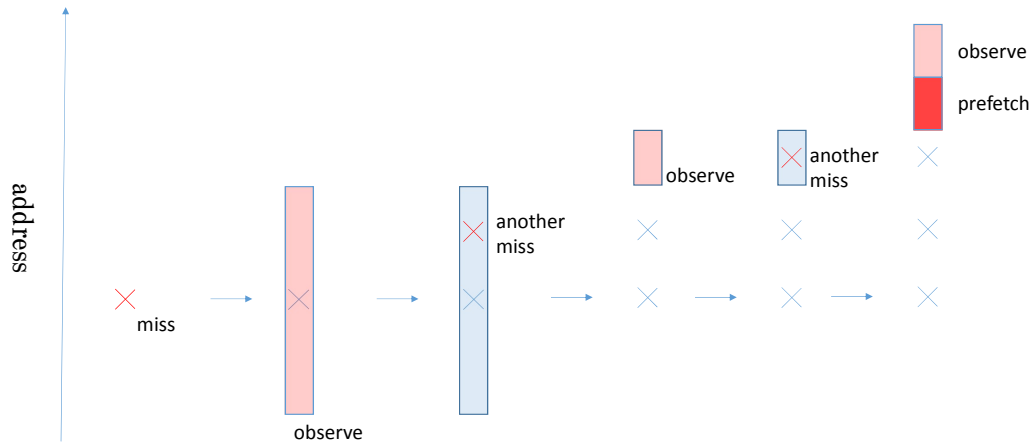 address
miss
observe
another
miss
observe
another
miss
observe
prefetch